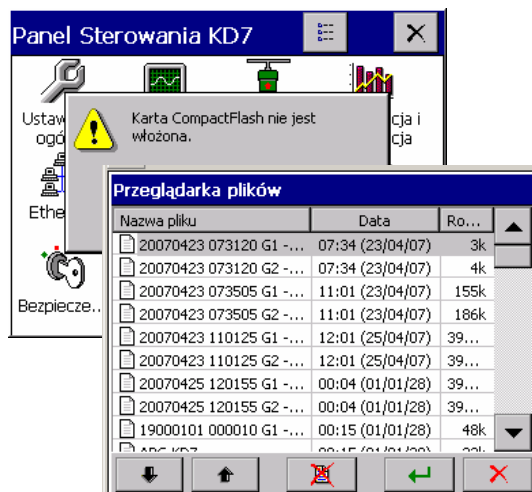 Panel Sterowania KD7
Ustaw
ogó
cja i
cja
Karta CompactFlash nie jest
włożona.
Ethe
Bezpiecze...
Przeglądarka plików
Nazwa pliku Data Ro...
20070423 073120 G1 -... 07:34 (23/04/07) 3k
20070423 073120 G2 -... 07:34 (23/04/07) 4k
20070423 073505 G1 -... 11:01 (23/04/07) 155k
20070423 073505 G2 -... 11:01 (23/04/07) 186k
20070423 110125 G1 -... 12:01 (25/04/07) 39...
20070423 110125 G2 -... 12:01 (25/04/07) 39...
20070425 120155 G1 -... 00:04 (01/01/28) 39...
20070425 120155 G2 -... 00:04 (01/01/28) 39...
19000101 000010 G1 -... 00:15 (01/01/28) 48k